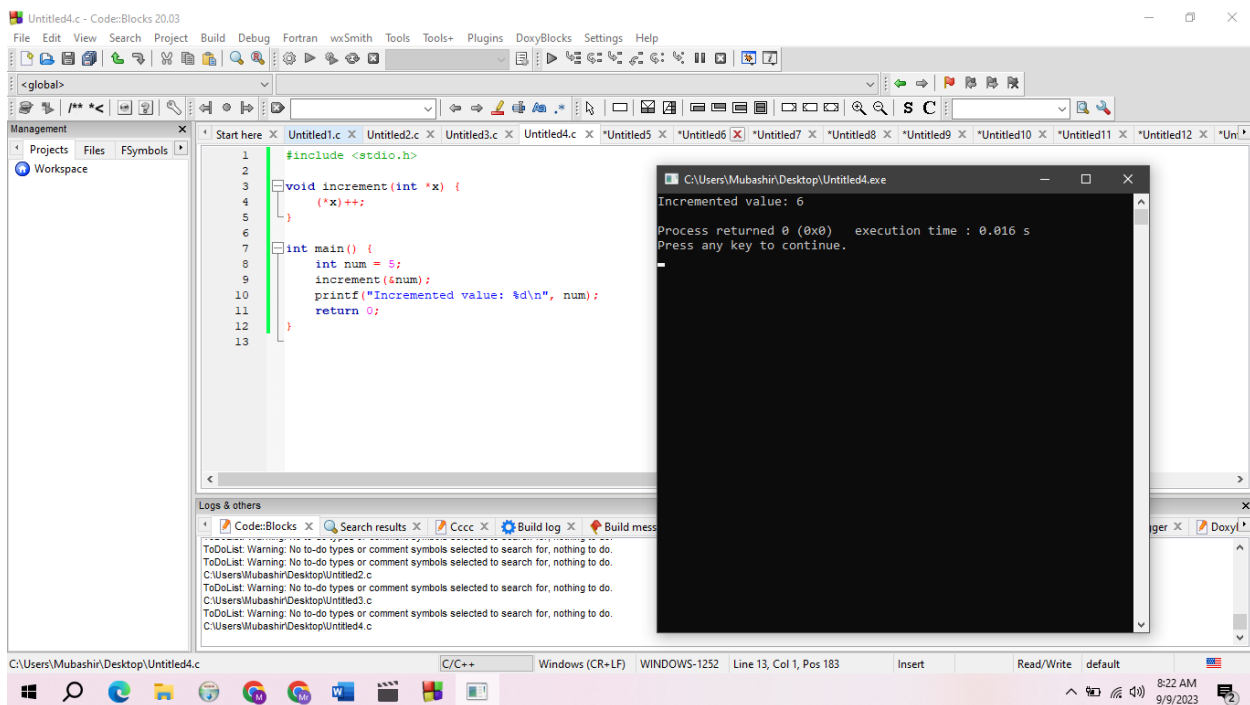 Untitled4.c - Code::Blocks 20.03
File Edit View Search Project Build Debug Fortran wxSmith Tools Tools+ Plugins DoxyBlocks Settings Help
<global>
/** *<
.*
S C
Management
Projects Files FSymbols
Workspace
Start here Untitled1.c Untitled2.c Untitled3.c Untitled4.c *Untitled5 *Untitled6 *Untitled7 *Untitled8 *Untitled9 *Untitled10 *Untitled11 *Untitled12 *Un
1 #include <stdio.h>
2
3 void increment(int *x) {
4 (*x)++;
5 }
6
7 int main() {
8 int num = 5;
9 increment(&num);
10 printf("Incremented value: %d\n", num);
11 return 0;
12 }
13
C:\Users\Mubashir\Desktop\Untitled4.exe
Incremented value: 6
Process returned 0 (0x0) execution time : 0.016 s
Press any key to continue.
Logs & others
Code::Blocks Search results Cccc Build log Build mess gger Doxyl
ToDoList: Warning: No to-do types or comment symbols selected to search for, nothing to do.
ToDoList: Warning: No to-do types or comment symbols selected to search for, nothing to do.
C:\Users\Mubashir\Desktop\Untitled2.c
ToDoList: Warning: No to-do types or comment symbols selected to search for, nothing to do.
C:\Users\Mubashir\Desktop\Untitled3.c
ToDoList: Warning: No to-do types or comment symbols selected to search for, nothing to do.
C:\Users\Mubashir\Desktop\Untitled4.c
C:\Users\Mubashir\Desktop\Untitled4.c C/C++ Windows (CR+LF) WINDOWS-1252 Line 13, Col 1, Pos 183 Insert Read/Write default
8:22 AM
9/9/2023
2